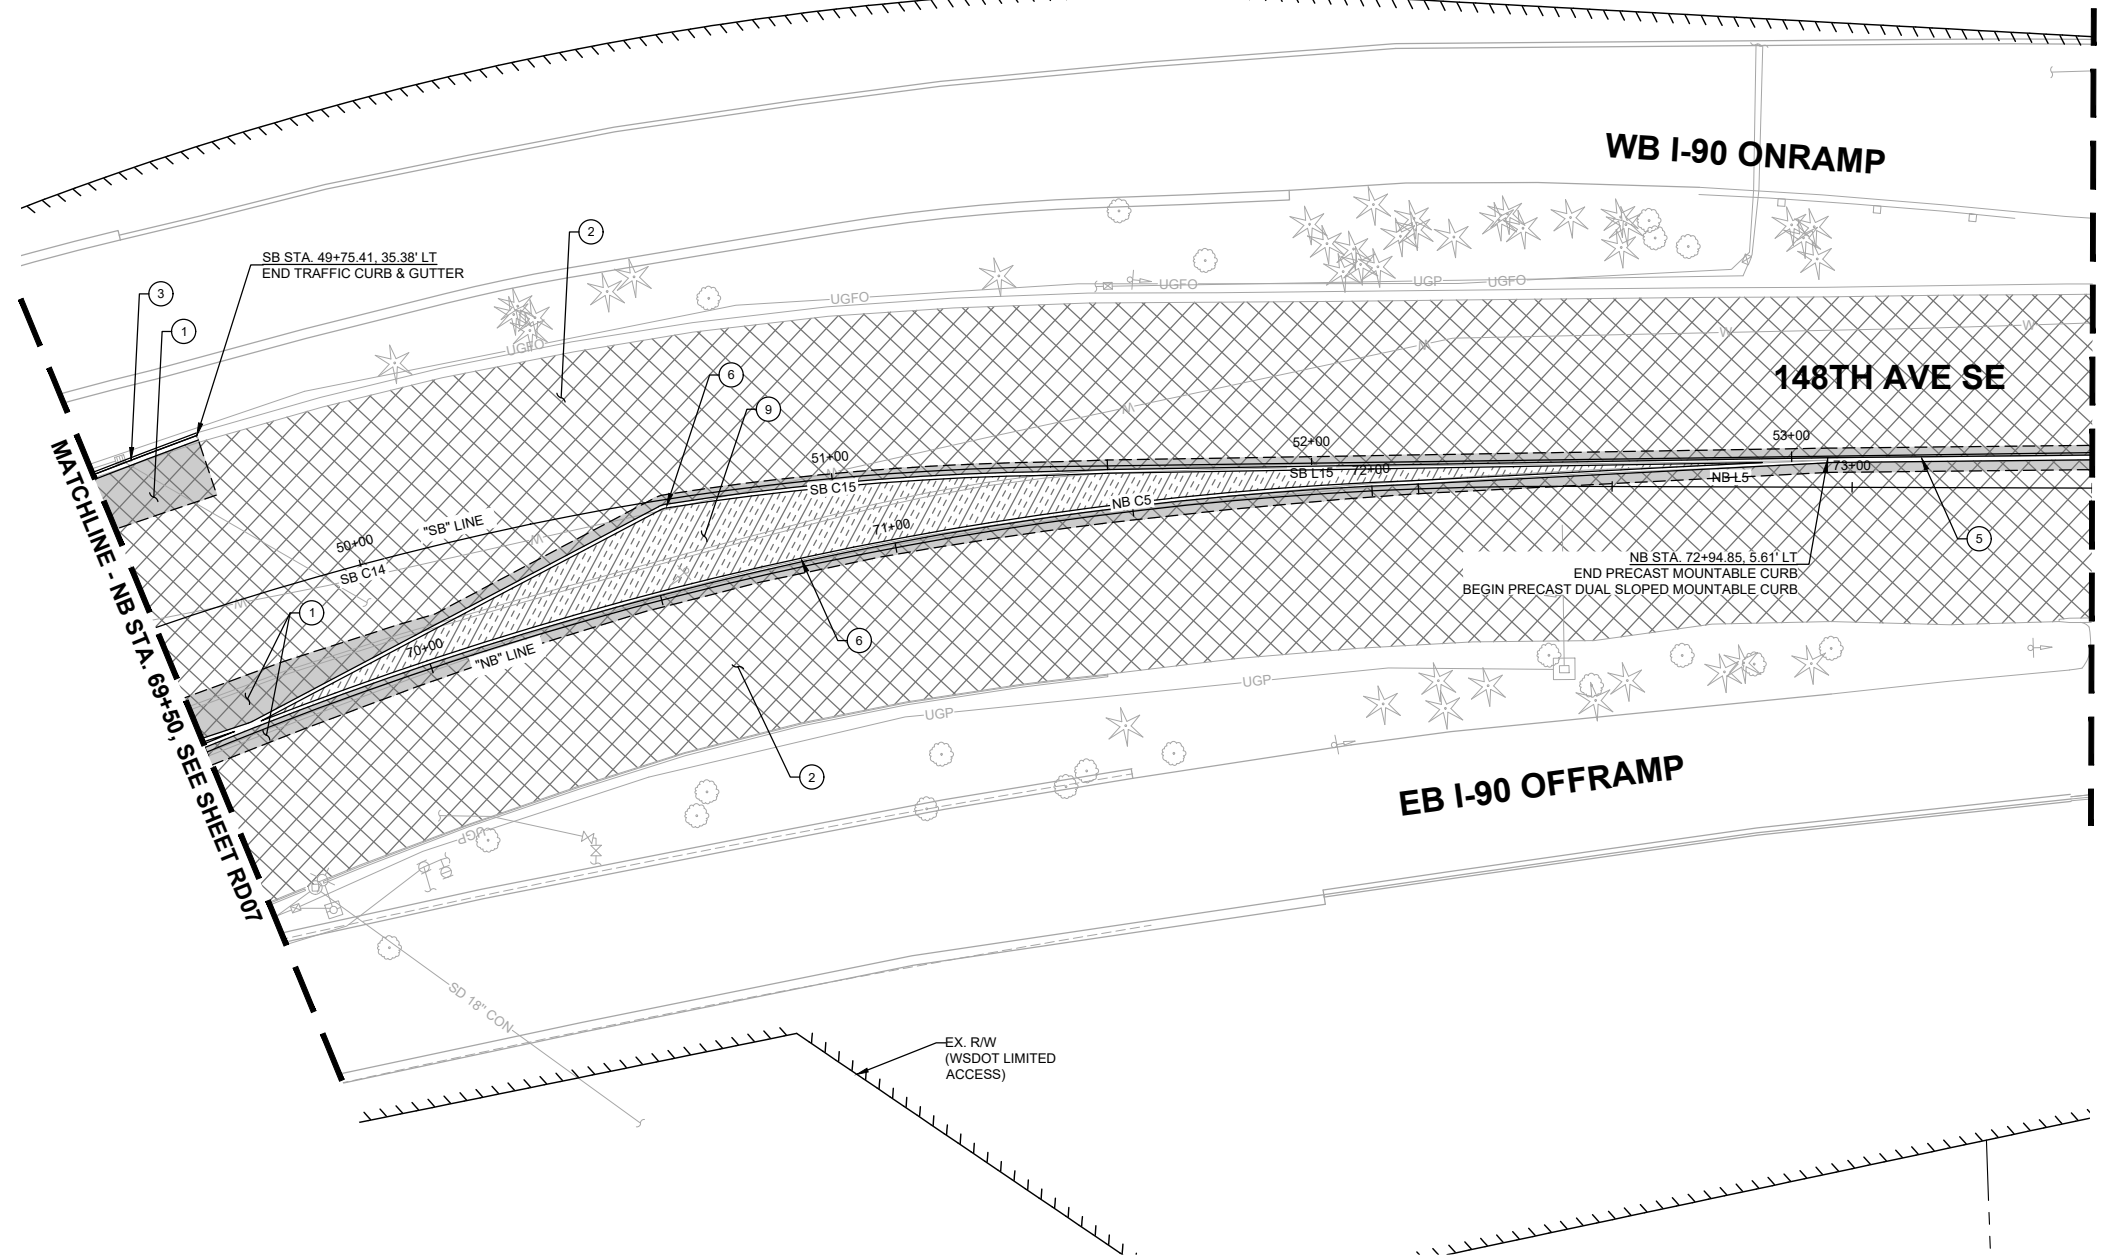 WB I-90 ONRAMP
2
SB STA. 49+75.41, 35.38' LT
END TRAFFIC CURB & GUTTER
3
1
UGFO
UGFO
UGP
UGFO
UGFO
W
W
W
W
W
W
W
6
9
148TH AVE SE
51+00
52+00
53+00
SB C15
SB L15
72+00
73+00
NB L5
NB C5
71+00
"SB" LINE
50+00
SB C14
5
NB STA. 72+94.85, 5.61' LT
END PRECAST MOUNTABLE CURB
BEGIN PRECAST DUAL SLOPED MOUNTABLE CURB
1
70+00
"NB" LINE
6
2
MATCHLINE - NB STA. 69+50, SEE SHEET RD07
UGP
UGP
UGP
EB I-90 OFFRAMP
SD 18" CON
EX. R/W
(WSDOT LIMITED
ACCESS)